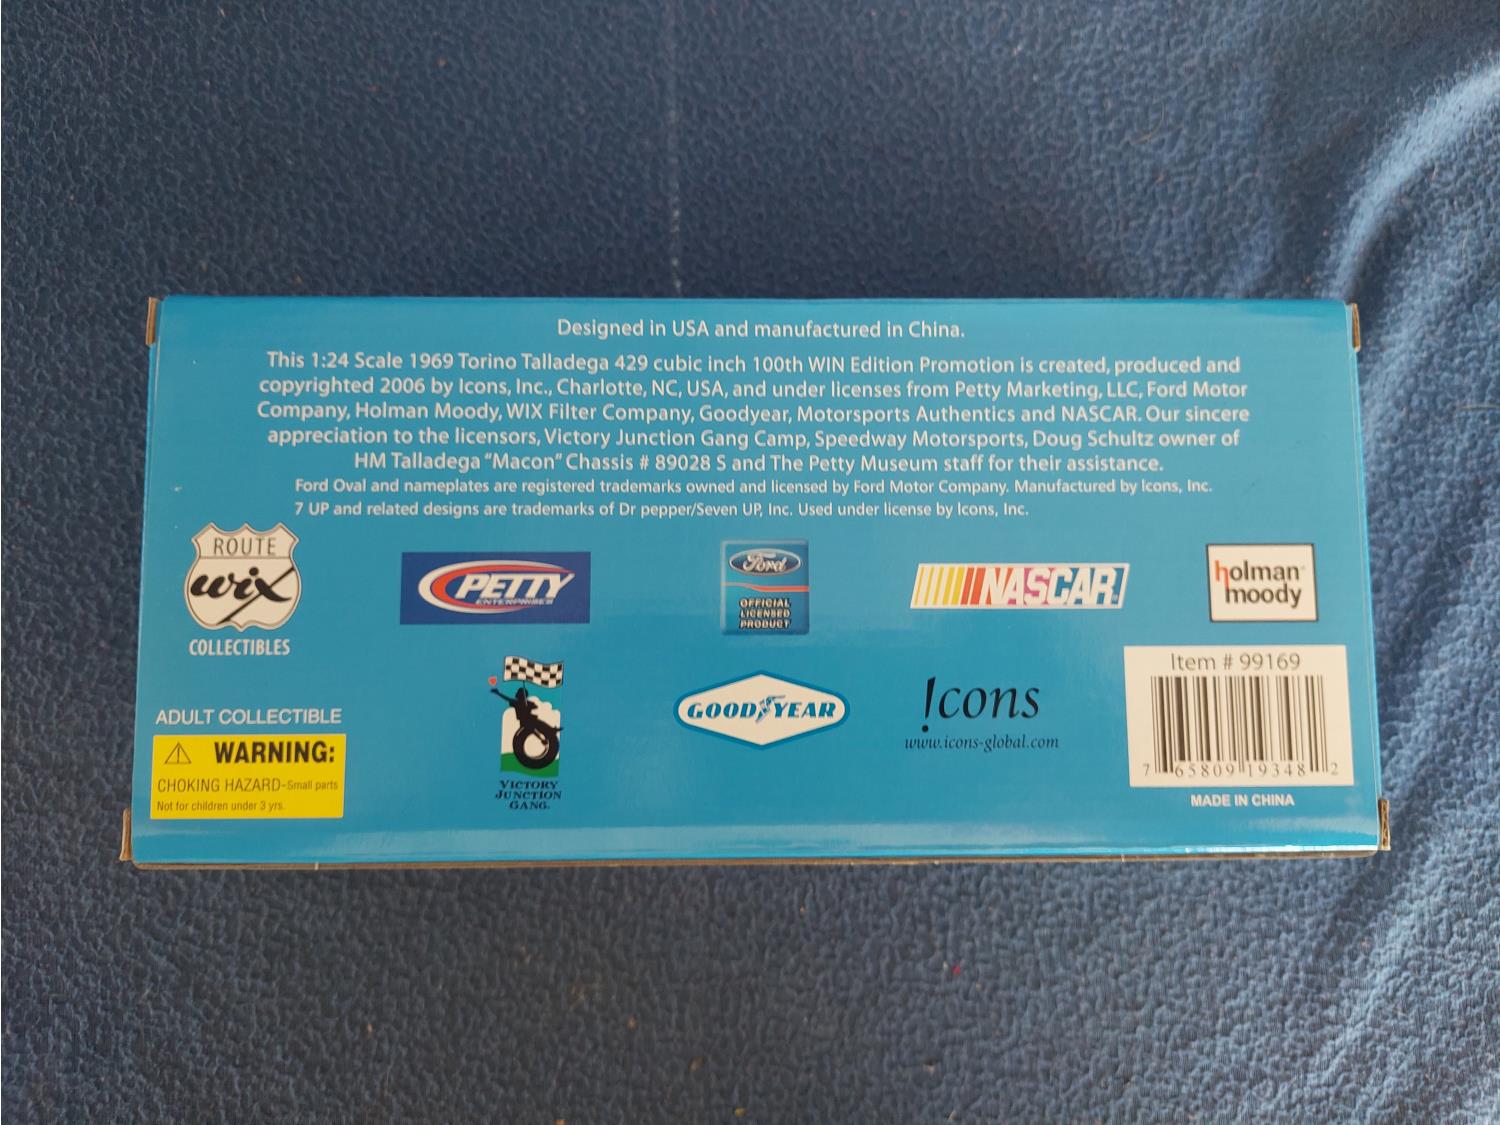 Designed in USA and manufactured in China.
This 1:24 Scale 1969 Torino Talladega 429 cubic inch 100th WIN Edition Promotion is created, produced and
copyrighted 2006 by Icons, Inc., Charlotte, NC, USA, and under licenses from Petty Marketing, LLC, Ford Motor
Company, Holman Moody, WIX Filter Company, Goodyear, Motorsports Authentics and NASCAR. Our sincere
appreciation to the licensors, Victory Junction Gang Camp, Speedway Motorsports, Doug Schultz owner of
HM Talladega "Macon" Chassis # 89028 S and The Petty Museum staff for their assistance.
Ford Oval and nameplates are registered trademarks owned and licensed by Ford Motor Company. Manufactured by Icons, Inc.
7 UP and related designs are trademarks of Dr pepper/Seven UP, Inc. Used under license by Icons, Inc.
ROUTE
wix
COLLECTIBLES
PETTY
ENTERPRISES
Ford
OFFICIAL
LICENSED
PRODUCT
NASCAR
holman
moody
ADULT COLLECTIBLE
WARNING:
CHOKING HAZARD-Small parts
Not for children under 3 yrs.
VICTORY
JUNCTION
GANG.
GOOD YEAR
!cons
www.icons-global.com
Item # 99169
7 65809 19348 2
MADE IN CHINA